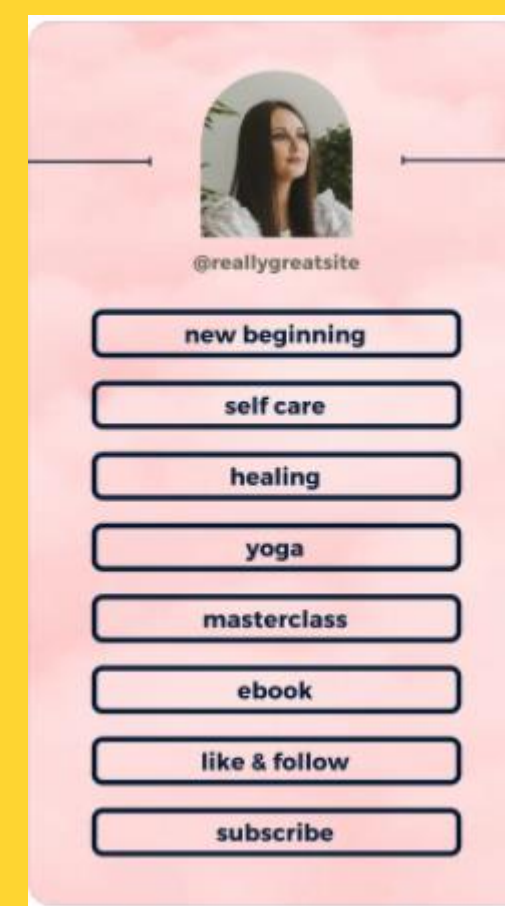 @reallygreatsite
new beginning
self care
healing
yoga
masterclass
ebook
like & follow
subscribe